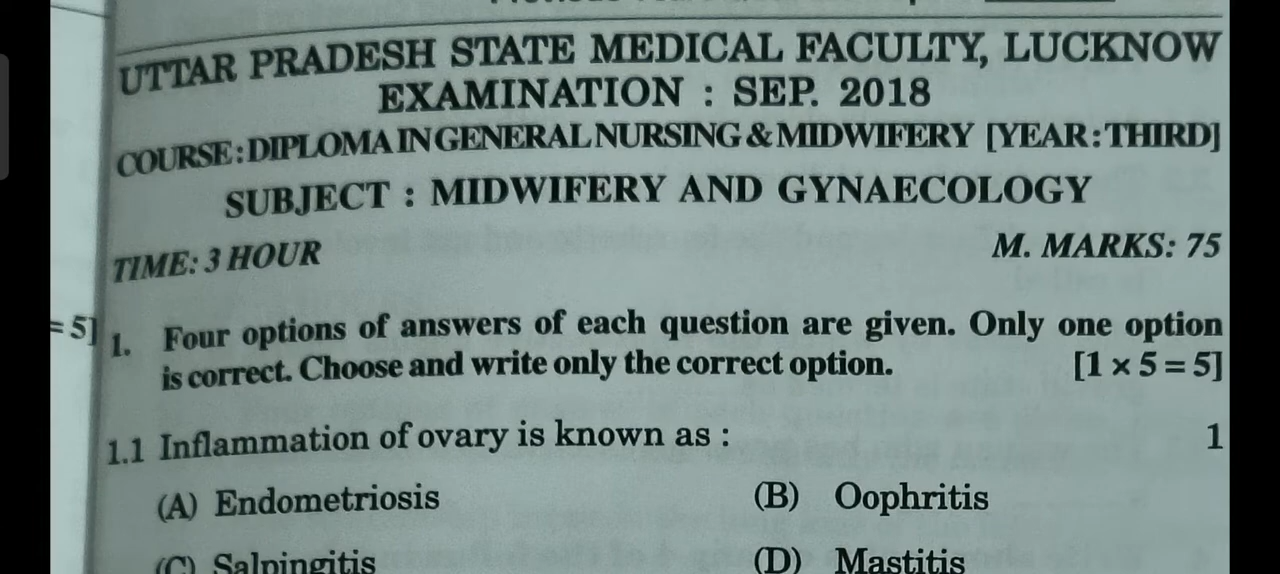 UTTAR PRADESH STATE MEDICAL FACULTY, LUCKNOW
EXAMINATION : SEP. 2018
COURSE : DIPLOMA IN GENERAL NURSING & MIDWIFERY [YEAR : THIRD]
SUBJECT : MIDWIFERY AND GYNAECOLOGY
TIME: 3 HOUR M. MARKS: 75
= 5]
1. Four options of answers of each question are given. Only one option
is correct. Choose and write only the correct option. [1 × 5 = 5]
1.1 Inflammation of ovary is known as : 1
(A) Endometriosis (B) Oophritis
(C) Salpingitis (D) Mastitis